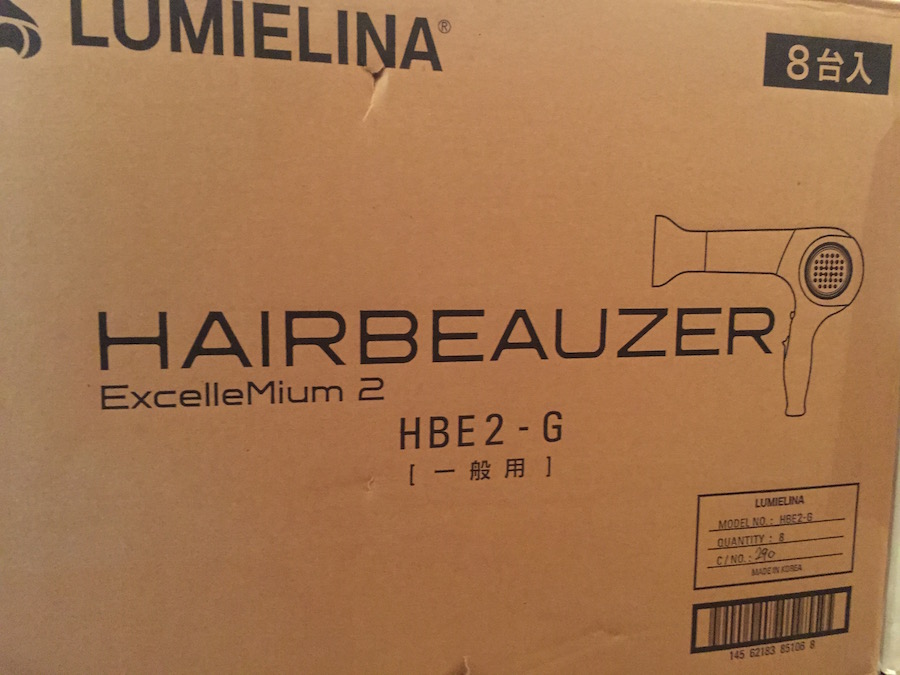 LUMIELINA®
8台入
HAIRBEAUZER
ExcelleMium 2
HBE2-G
[一般用]
LUMIELINA
MODEL NO.: HBE2-G
QUANTITY : 8
C/NO.: 290
MADE IN KOREA
145 62183 85106 8